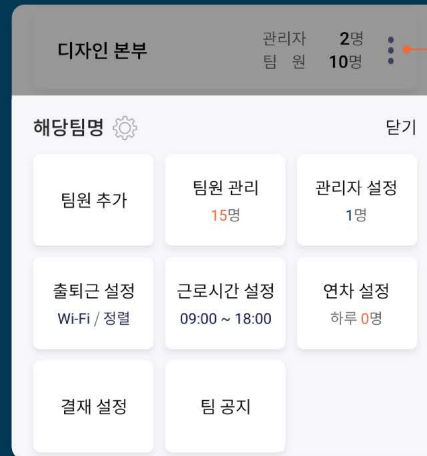 디자인 본부
관리자 2명
팀 원 10명
해당팀명
닫기
팀원 추가
팀원 관리
15명
관리자 설정
1명
출퇴근 설정
Wi-Fi / 정렬
근로시간 설정
09:00 ~ 18:00
연차 설정
하루 0명
결재 설정
팀 공지